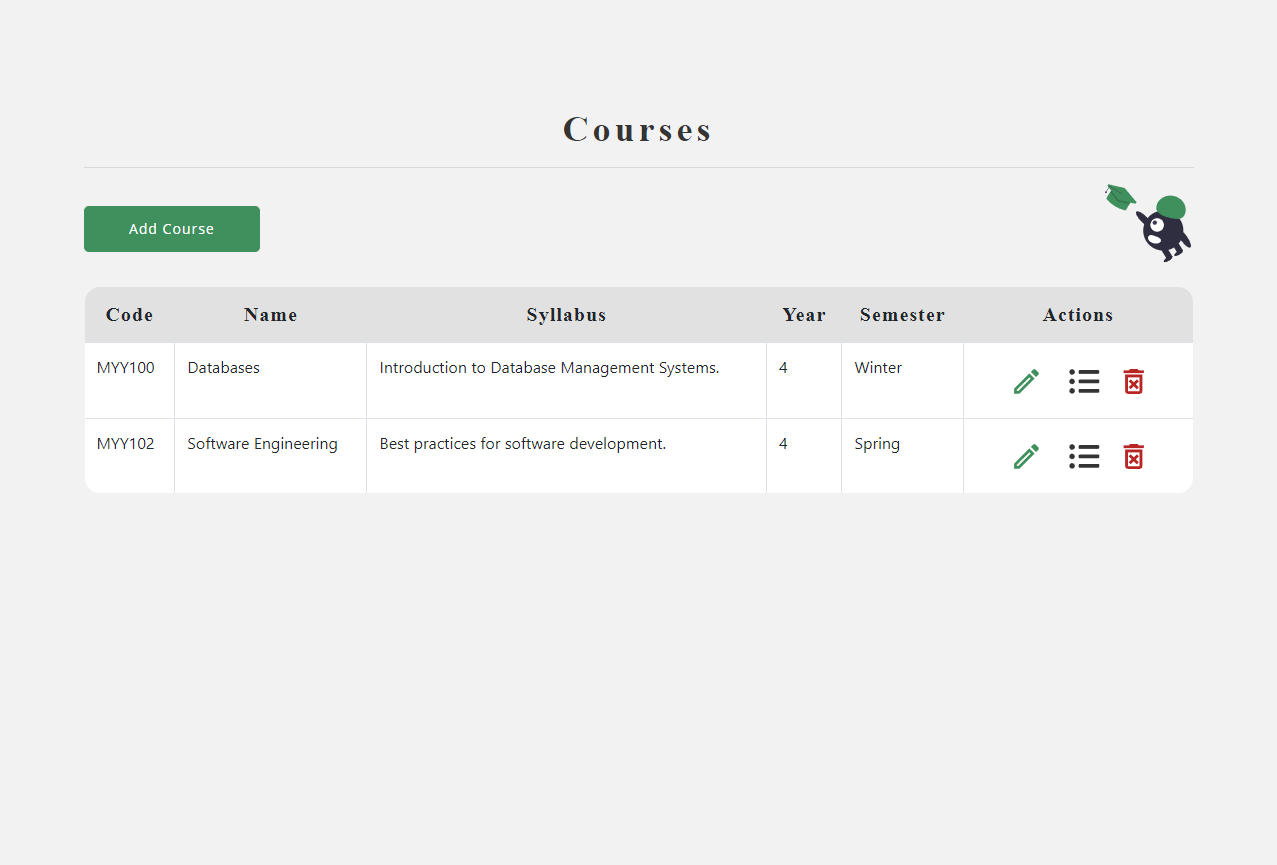 Courses
Add Course
Code Name Syllabus Year Semester Actions
MYY100 Databases Introduction to Database Management Systems. 4 Winter
MYY102 Software Engineering Best practices for software development. 4 Spring